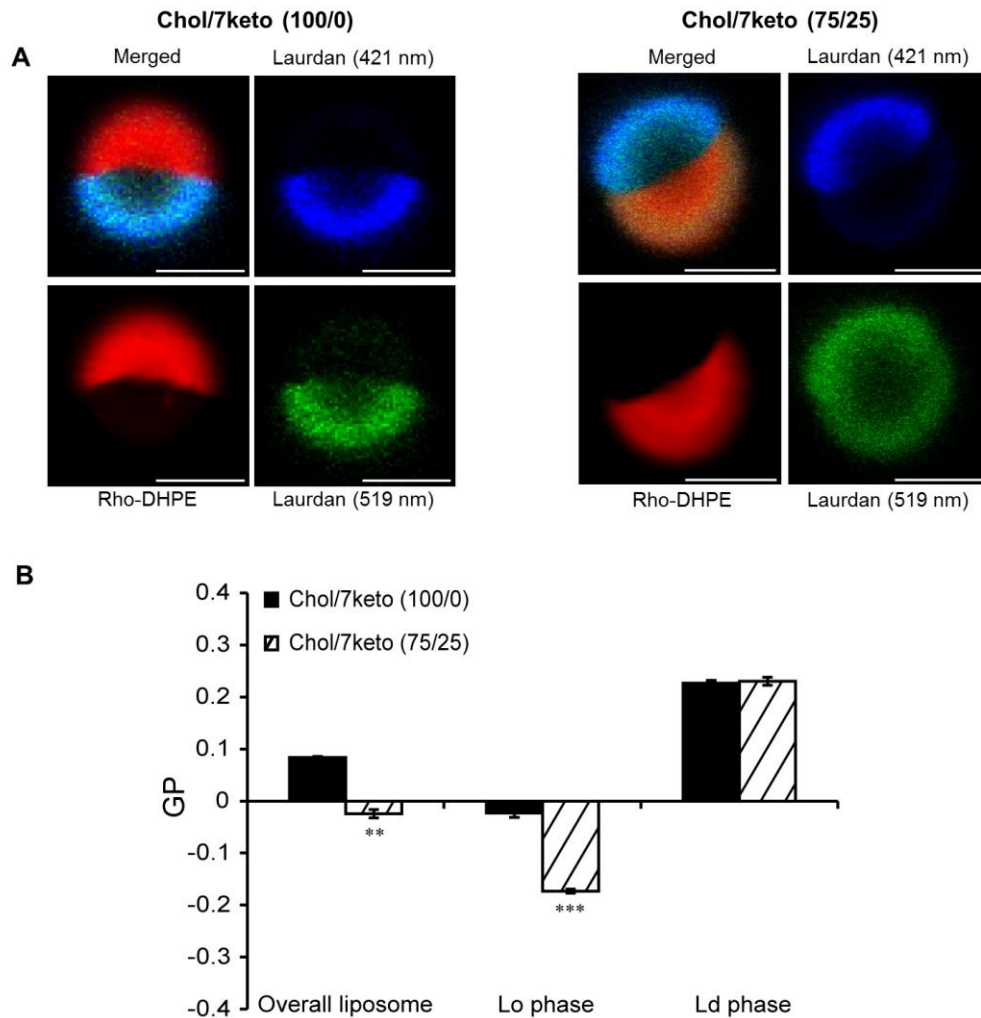 Chol/7keto (100/0) Chol/7keto (75/25)
A
Merged Laurdan (421 nm) Merged Laurdan (421 nm)
Rho-DHPE Laurdan (519 nm) Rho-DHPE Laurdan (519 nm)
B
0.4
Chol/7keto (100/0)
0.3
Chol/7keto (75/25)
0.2
0.1
GP
0
**
-0.1
-0.2
***
-0.3
-0.4
Overall liposome Lo phase Ld phase